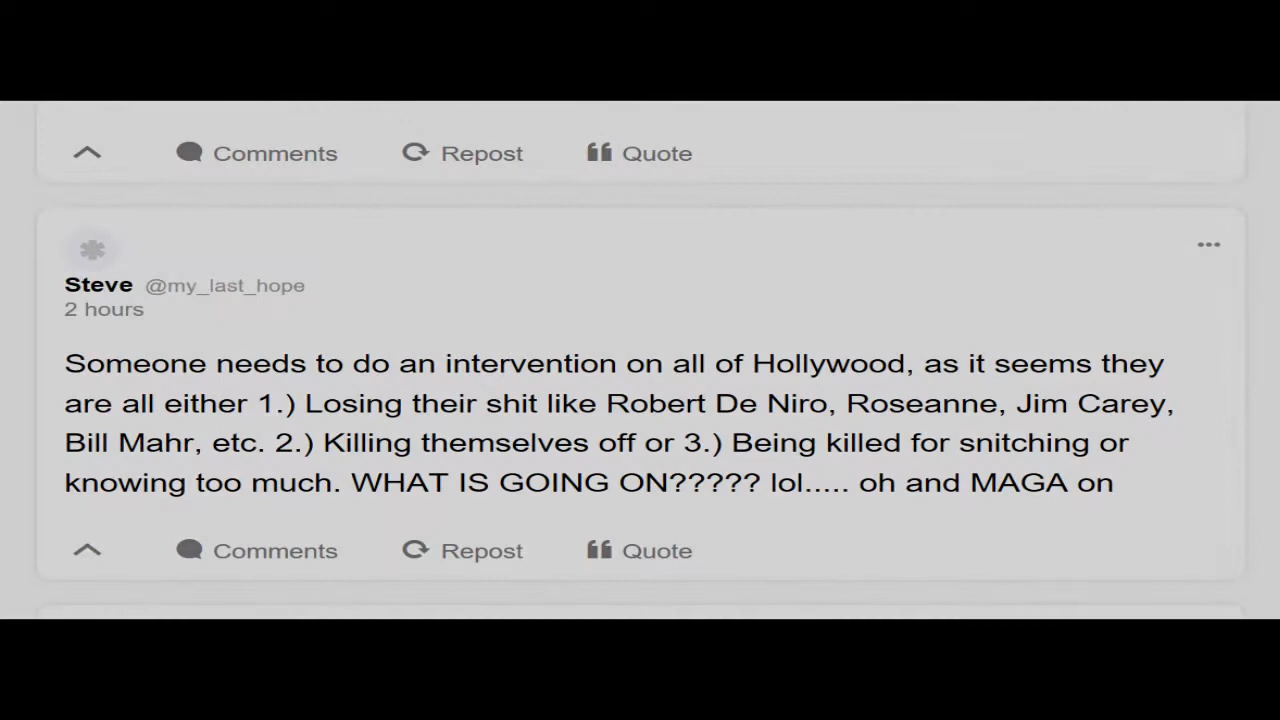 Comments Repost Quote
Steve @my_last_hope
2 hours
Someone needs to do an intervention on all of Hollywood, as it seems they
are all either 1.) Losing their shit like Robert De Niro, Roseanne, Jim Carey,
Bill Mahr, etc. 2.) Killing themselves off or 3.) Being killed for snitching or
knowing too much. WHAT IS GOING ON????? lol..... oh and MAGA on
Comments Repost Quote